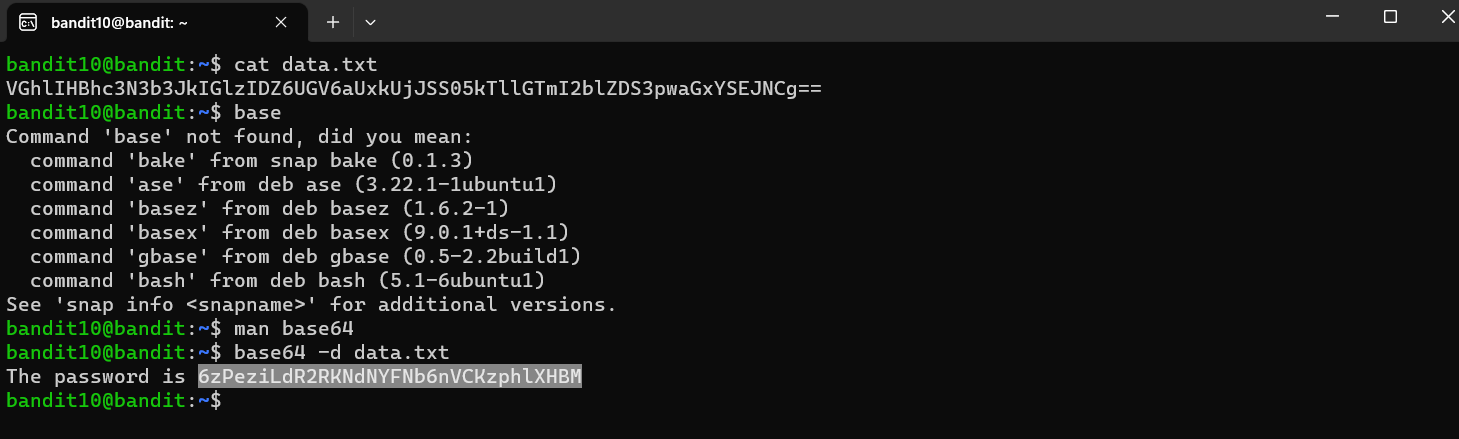 bandit10@bandit: ~
bandit10@bandit:~$ cat data.txt
VGhlIHBhc3N3b3JkIGlzIDZ6UGV6aUxkUjJSS05kTllGTmI2blZDS3pwaGxYSEJNCg==
bandit10@bandit:~$ base
Command 'base' not found, did you mean:
  command 'bake' from snap bake (0.1.3)
  command 'ase' from deb ase (3.22.1-1ubuntu1)
  command 'basez' from deb basez (1.6.2-1)
  command 'basex' from deb basex (9.0.1+ds-1.1)
  command 'gbase' from deb gbase (0.5-2.2build1)
  command 'bash' from deb bash (5.1-6ubuntu1)
See 'snap info <snapname>' for additional versions.
bandit10@bandit:~$ man base64
bandit10@bandit:~$ base64 -d data.txt
The password is 6zPeziLdR2RKNdNYFNb6nVCKzphlXHBM
bandit10@bandit:~$